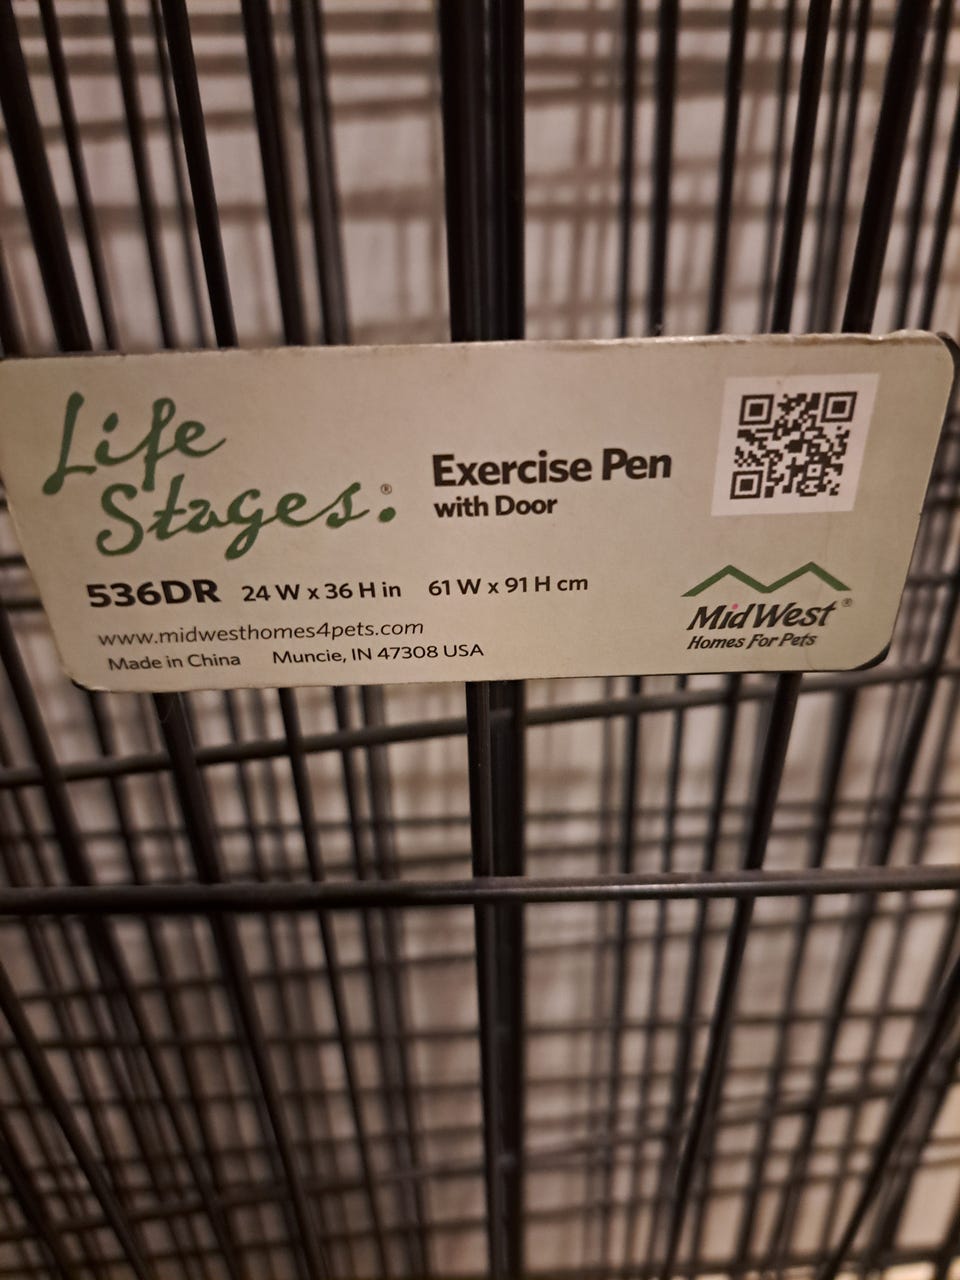 Life
Stages®
Exercise Pen
with Door
536DR 24 W x 36 H in 61 W x 91 H cm
www.midwesthomes4pets.com
Made in China Muncie, IN 47308 USA
MidWest®
Homes For Pets